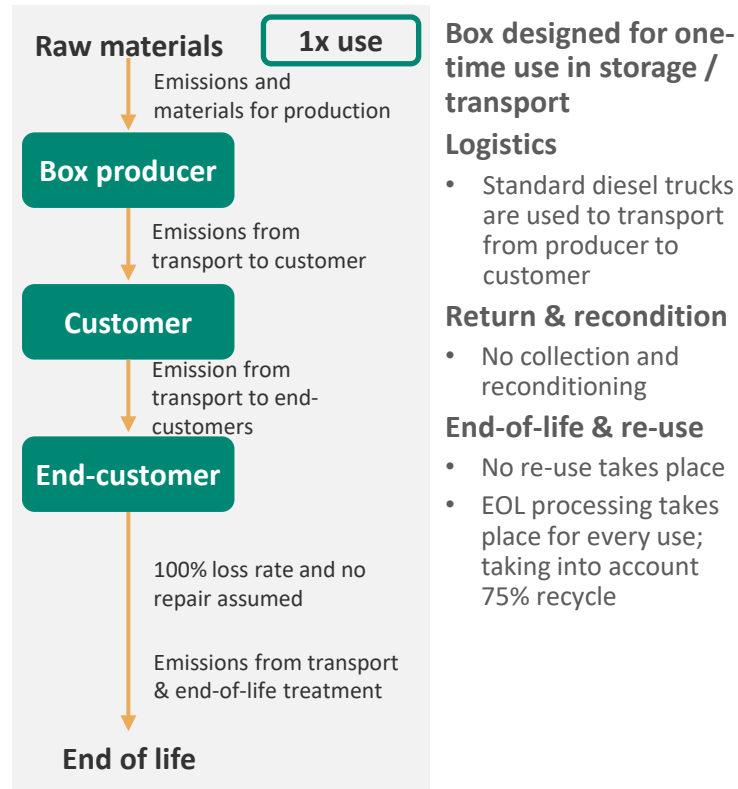 Raw materials
1x use
Emissions and
materials for production
Box producer
Emissions from
transport to customer
Customer
Emission from
transport to end-
customers
End-customer
100% loss rate and no
repair assumed
Emissions from transport
& end-of-life treatment
End of life
Box designed for one-
time use in storage /
transport
Logistics
• Standard diesel trucks
are used to transport
from producer to
customer
Return & recondition
• No collection and
reconditioning
End-of-life & re-use
• No re-use takes place
• EOL processing takes
place for every use;
taking into account
75% recycle